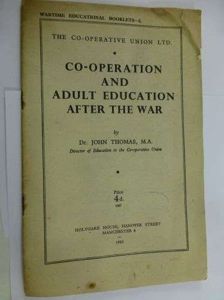 WARTIME EDUCATIONAL BOOKLETS—2.
THE CO-OPERATIVE UNION LTD.
CO-OPERATION
AND
ADULT EDUCATION
AFTER THE WAR
by
Dr. JOHN THOMAS, M.A.
Director of Education to the Co-operative Union
Price
4d.
net
HOLYOAKE HOUSE, HANOVER STREET
MANCHESTER 4